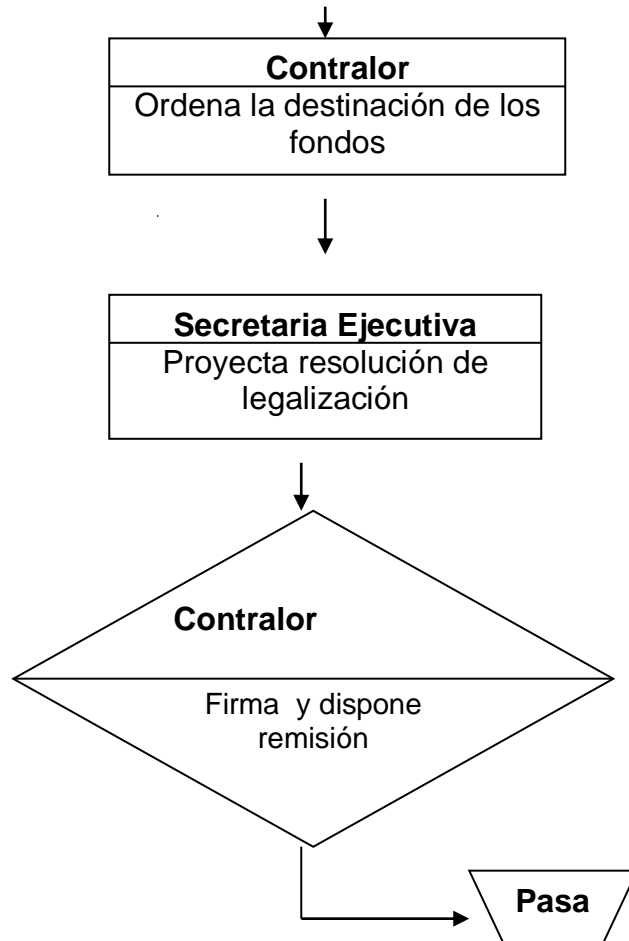 Contralor
Ordena la destinación de los
fondos
Secretaria Ejecutiva
Proyecta resolución de
legalización
Contralor
Firma y dispone
remisión
Pasa